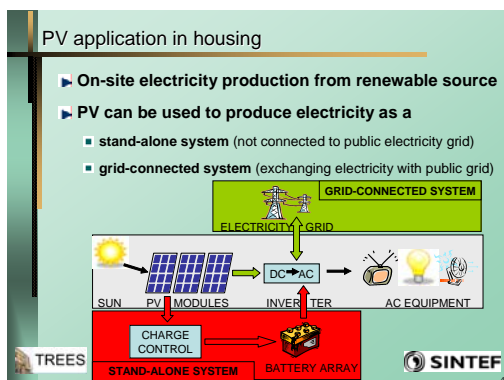 PV application in housing
On-site electricity production from renewable source
PV can be used to produce electricity as a
stand-alone system (not connected to public electricity grid)
grid-connected system (exchanging electricity with public grid)
GRID-CONNECTED SYSTEM
ELECTRICITY GRID
DC AC
SUN PV MODULES INVERTER AC EQUIPMENT
CHARGE
CONTROL
BATTERY ARRAY
STAND-ALONE SYSTEM
TREES
SINTEF